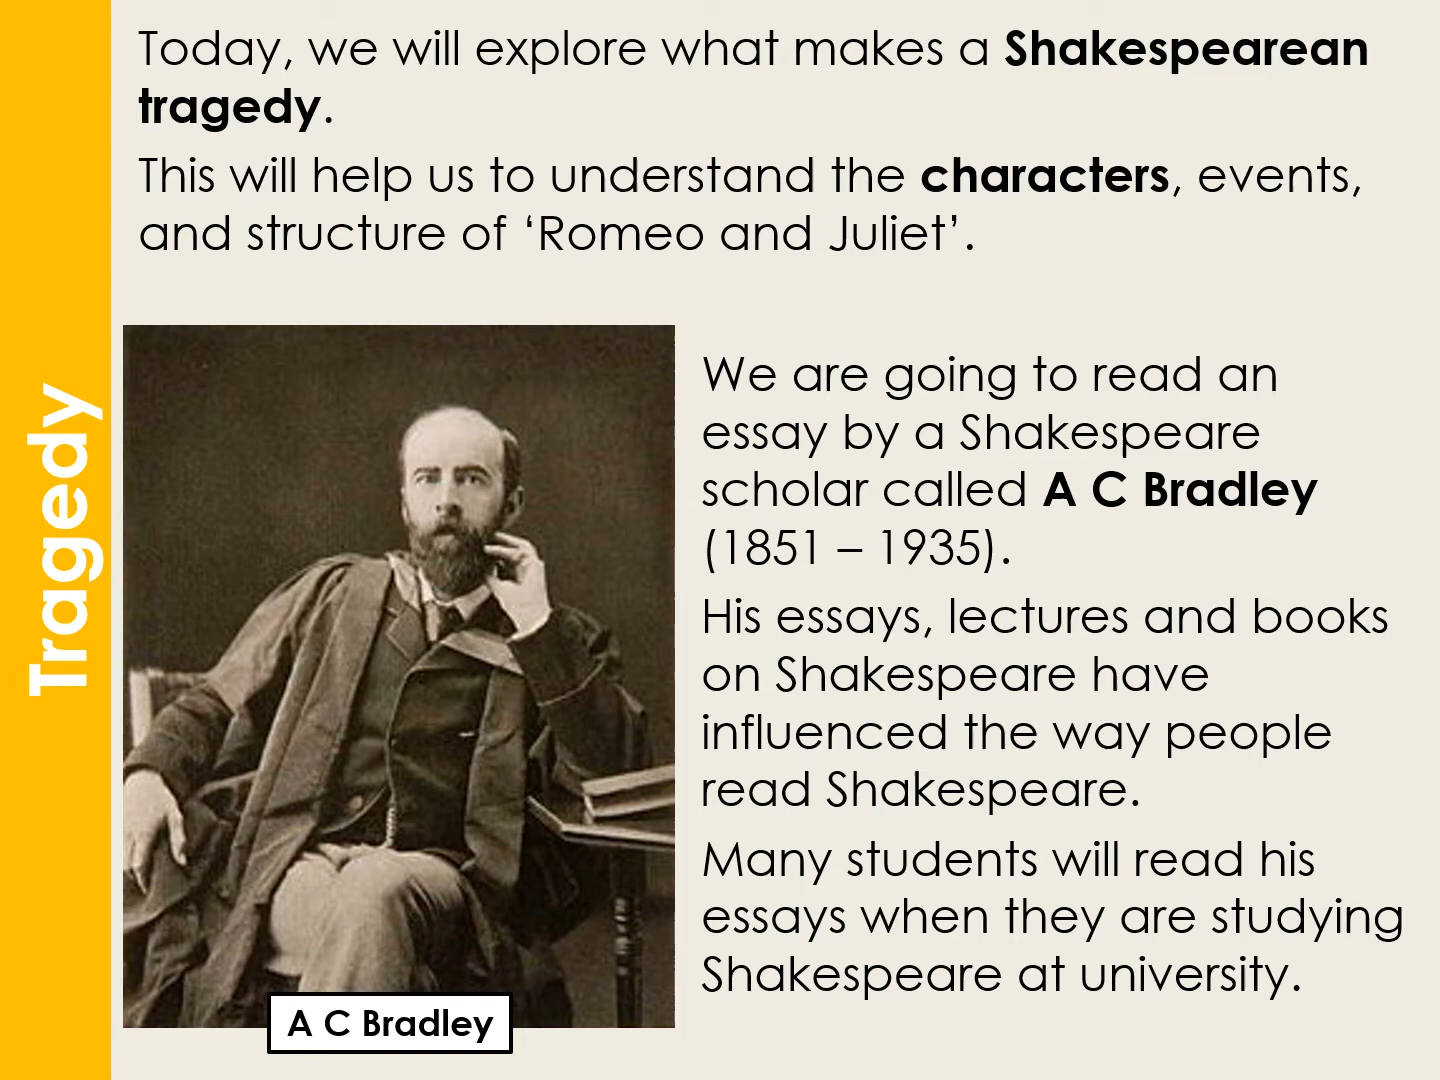 Tragedy
Today, we will explore what makes a Shakespearean
tragedy.
This will help us to understand the characters, events,
and structure of ‘Romeo and Juliet’.
We are going to read an
essay by a Shakespeare
scholar called A C Bradley
(1851 – 1935).
His essays, lectures and books
on Shakespeare have
influenced the way people
read Shakespeare.
Many students will read his
essays when they are studying
Shakespeare at university.
A C Bradley